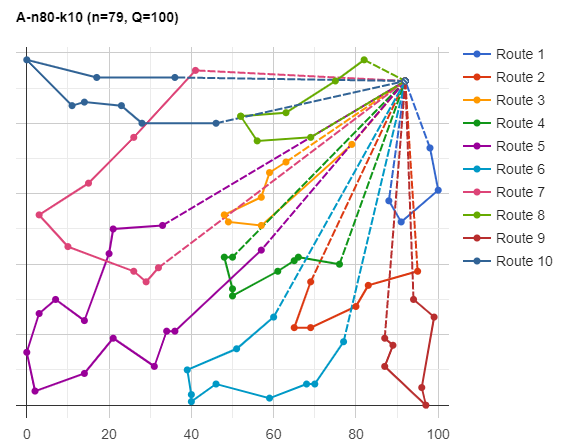 A-n80-k10 (n=79, Q=100)
Route 1
Route 2
Route 3
Route 4
Route 5
Route 6
Route 7
Route 8
Route 9
Route 10
0 20 40 60 80 100